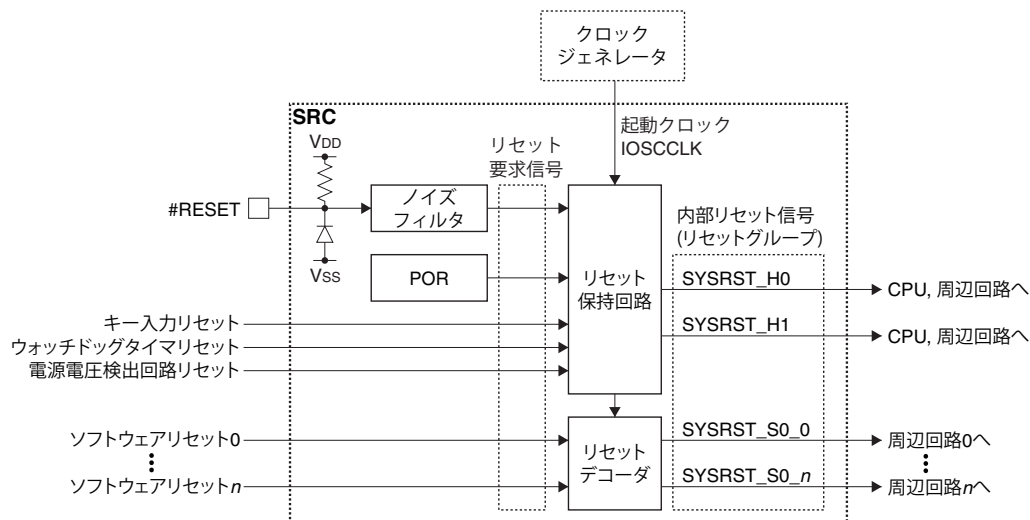 クロック
ジェネレータ
SRC
起動クロック
IOSCCLK
VDD
リセット
要求信号
#RESET
ノイズ
フィルタ
内部リセット信号
(リセットグループ)
VSS
POR
リセット
保持回路
SYSRST_H0
CPU, 周辺回路へ
キー入力リセット
SYSRST_H1
CPU, 周辺回路へ
ウォッチドッグタイマリセット
電源電圧検出回路リセット
ソフトウェアリセット0
リセット
デコーダ
SYSRST_S0_0
周辺回路0へ
ソフトウェアリセットn
SYSRST_S0_n
周辺回路nへ